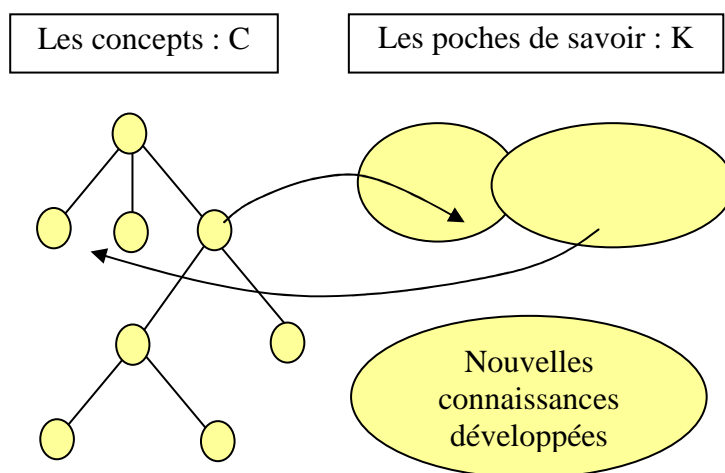 Les concepts : C
Les poches de savoir : K
Nouvelles
connaissances
développées